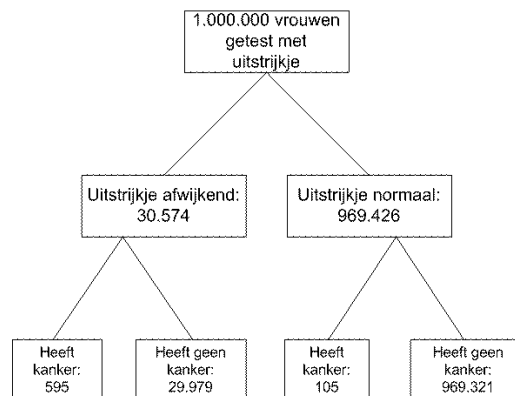 1.000.000 vrouwen
getest met
uitstrijkje
Uitstrijkje afwijkend:
30.574
Uitstrijkje normaal:
969.426
Heeft
kanker:
595
Heeft geen
kanker:
29.979
Heeft
kanker:
105
Heeft geen
kanker:
969.321